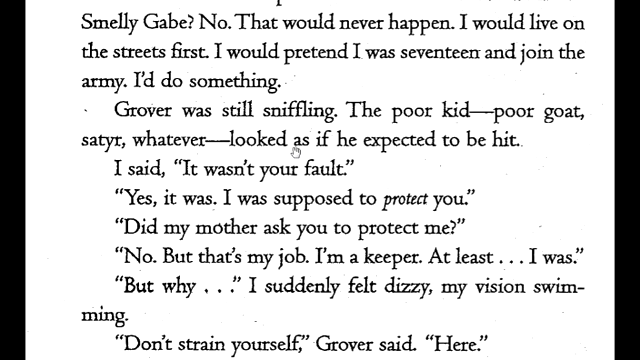 Smelly Gabe? No. That would never happen. I would live on
the streets first. I would pretend I was seventeen and join the
army. I'd do something.
Grover was still sniffling. The poor kid—poor goat,
satyr, whatever—looked as if he expected to be hit.
I said, "It wasn't your fault."
"Yes, it was. I was supposed to protect you."
"Did my mother ask you to protect me?"
"No. But that's my job. I'm a keeper. At least . . . I was."
"But why . . ." I suddenly felt dizzy, my vision swim-
ming.
"Don't strain yourself," Grover said. "Here."